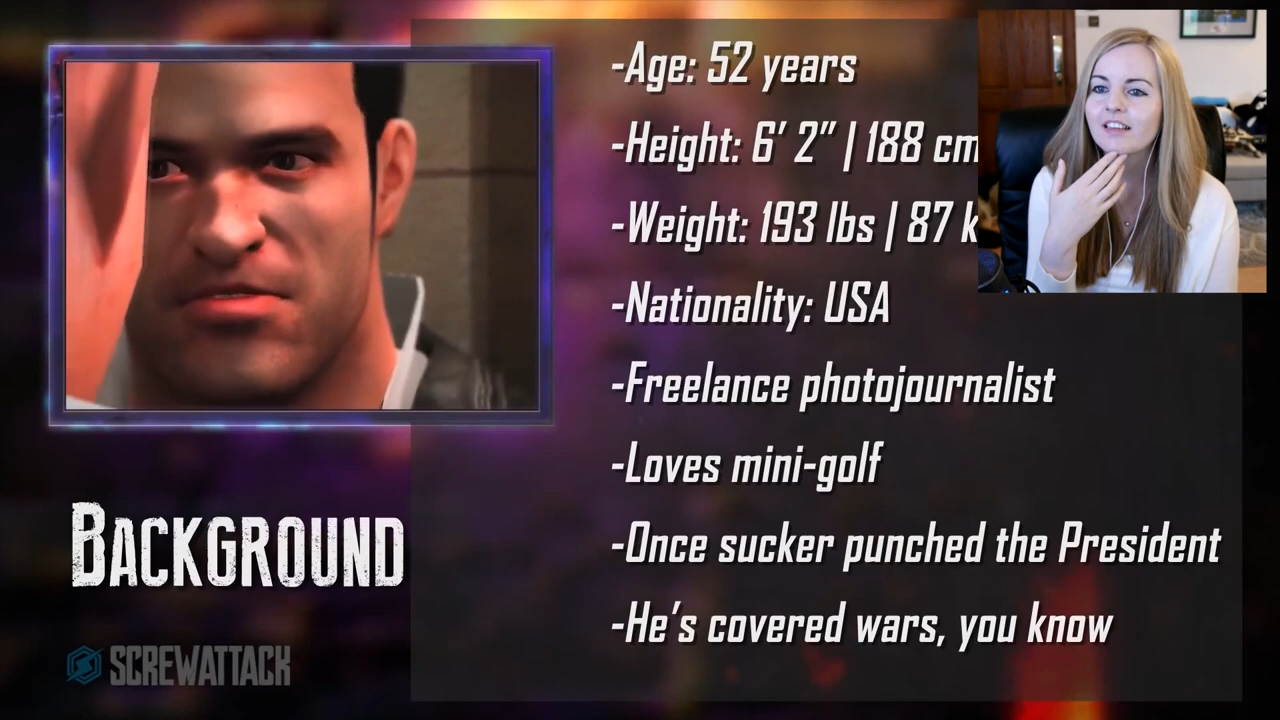 -Age: 52 years
-Height: 6' 2" | 188 cm
-Weight: 193 lbs | 87 k
-Nationality: USA
-Freelance photojournalist
-Loves mini-golf
-Once sucker punched the President
-He's covered wars, you know
BACKGROUND
SCREWATTACK